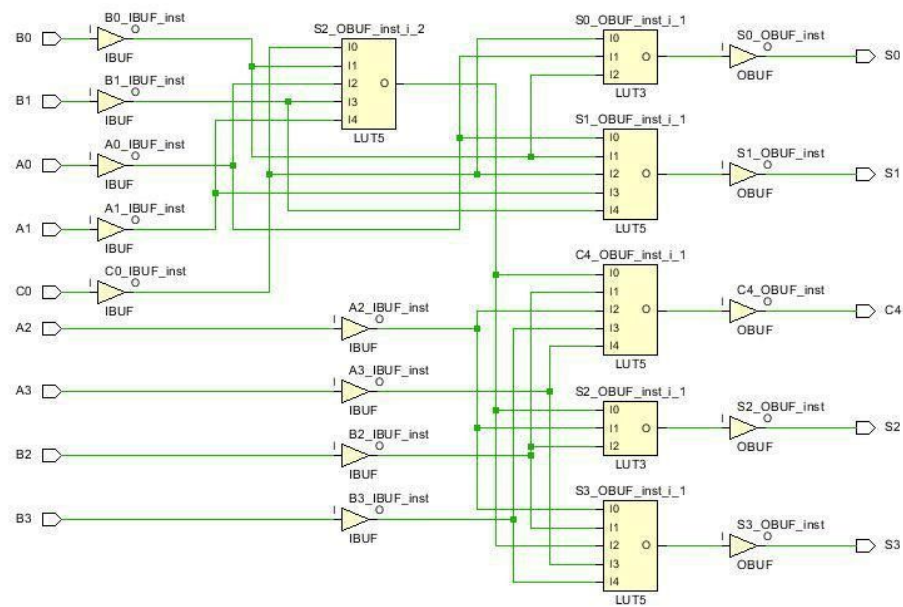 B0
I
B0_IBUF_inst
O
IBUF
B1
I
B1_IBUF_inst
O
IBUF
A0
I
A0_IBUF_inst
O
IBUF
A1
I
A1_IBUF_inst
O
IBUF
C0
I
C0_IBUF_inst
O
IBUF
A2
I
A2_IBUF_inst
O
IBUF
A3
I
A3_IBUF_inst
O
IBUF
B2
I
B2_IBUF_inst
O
IBUF
B3
I
B3_IBUF_inst
O
IBUF
S2_OBUF_inst_i_2
I0
I1
I2
I3
I4
O
LUT5
S0_OBUF_inst_i_1
I0
I1
I2
O
LUT3
S0_OBUF_inst
I
O
OBUF
S0
S1_OBUF_inst_i_1
I0
I1
I2
I3
I4
O
LUT5
S1_OBUF_inst
I
O
OBUF
S1
C4_OBUF_inst_i_1
I0
I1
I2
I3
I4
O
LUT5
C4_OBUF_inst
I
O
OBUF
C4
S2_OBUF_inst_i_1
I0
I1
I2
O
LUT3
S2_OBUF_inst
I
O
OBUF
S2
S3_OBUF_inst_i_1
I0
I1
I2
I3
I4
O
LUT5
S3_OBUF_inst
I
O
OBUF
S3